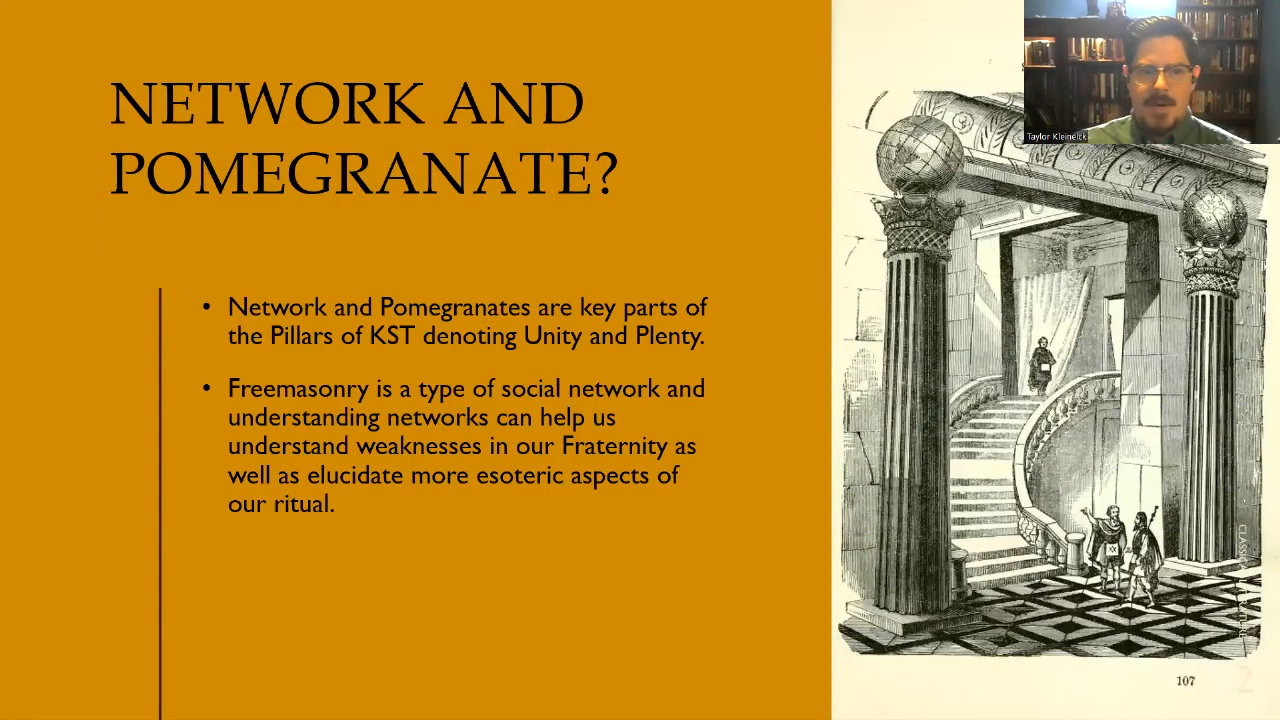 NETWORK AND
POMEGRANATE?
• Network and Pomegranates are key parts of
the Pillars of KST denoting Unity and Plenty.
• Freemasonry is a type of social network and
understanding networks can help us
understand weaknesses in our Fraternity as
well as elucidate more esoteric aspects of
our ritual.
Taylor Kleineick
107
2